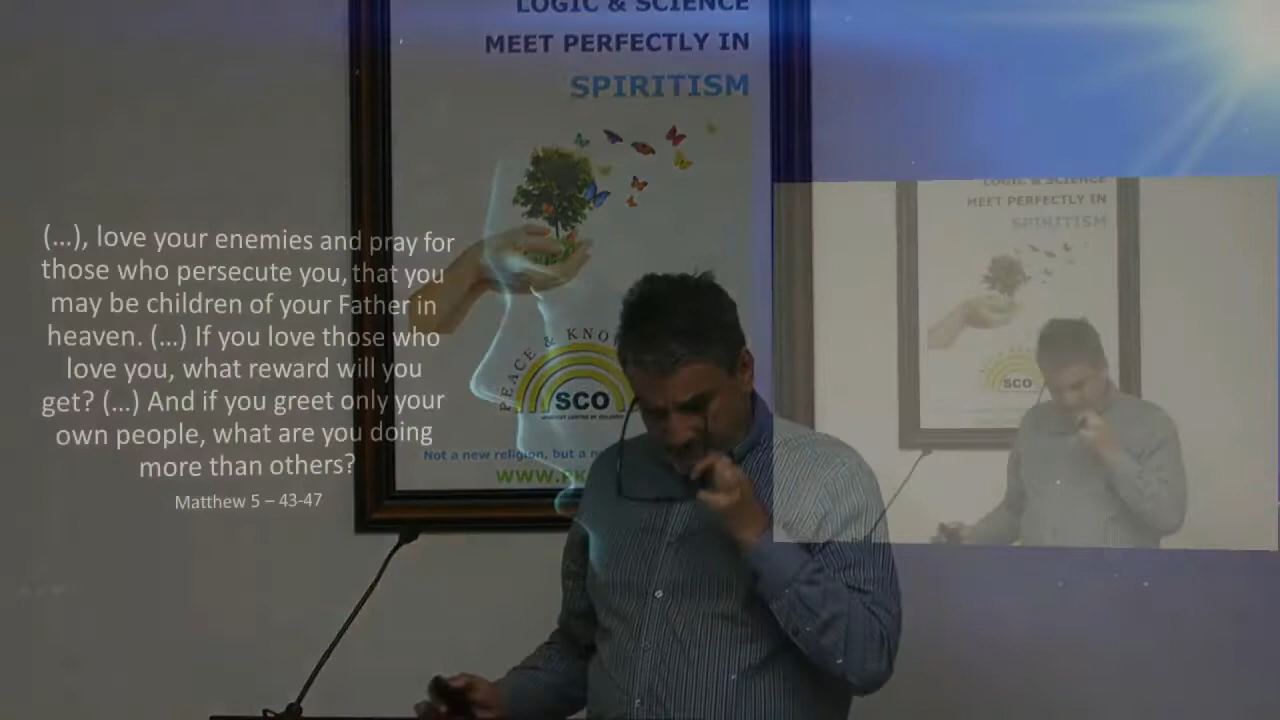 LOGIC & SCIENCE
MEET PERFECTLY IN
SPIRITISM
(...), love your enemies and pray for
those who persecute you, that you
may be children of your Father in
heaven. (...) If you love those who
love you, what reward will you
get? (...) And if you greet only your
own people, what are you doing
more than others?
Matthew 5 – 43-47
PEACE & KNO
SCO
Not a new religion, but a
WWW.
LOGIC & SCIENCE
MEET PERFECTLY IN
SPIRITISM
SCO